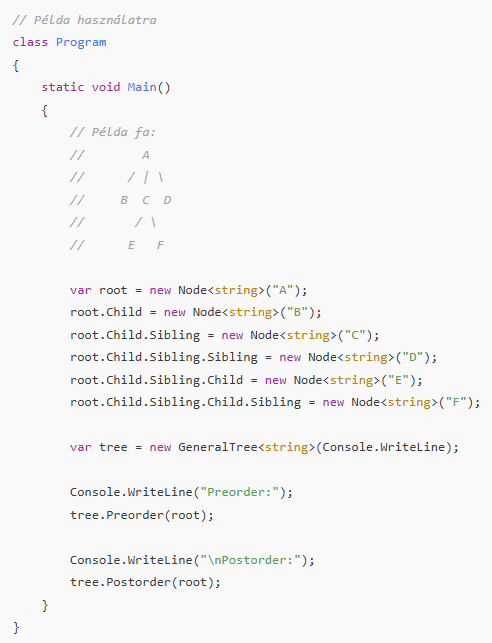 // Példa használatra
class Program
{
    static void Main()
    {
        // Példa fa:
        //        A
        //      / | \
        //     B  C  D
        //       / \
        //      E   F

        var root = new Node<string>("A");
        root.Child = new Node<string>("B");
        root.Child.Sibling = new Node<string>("C");
        root.Child.Sibling.Sibling = new Node<string>("D");
        root.Child.Sibling.Child = new Node<string>("E");
        root.Child.Sibling.Child.Sibling = new Node<string>("F");

        var tree = new GeneralTree<string>(Console.WriteLine);

        Console.WriteLine("Preorder:");
        tree.Preorder(root);

        Console.WriteLine("\nPostorder:");
        tree.Postorder(root);
    }
}